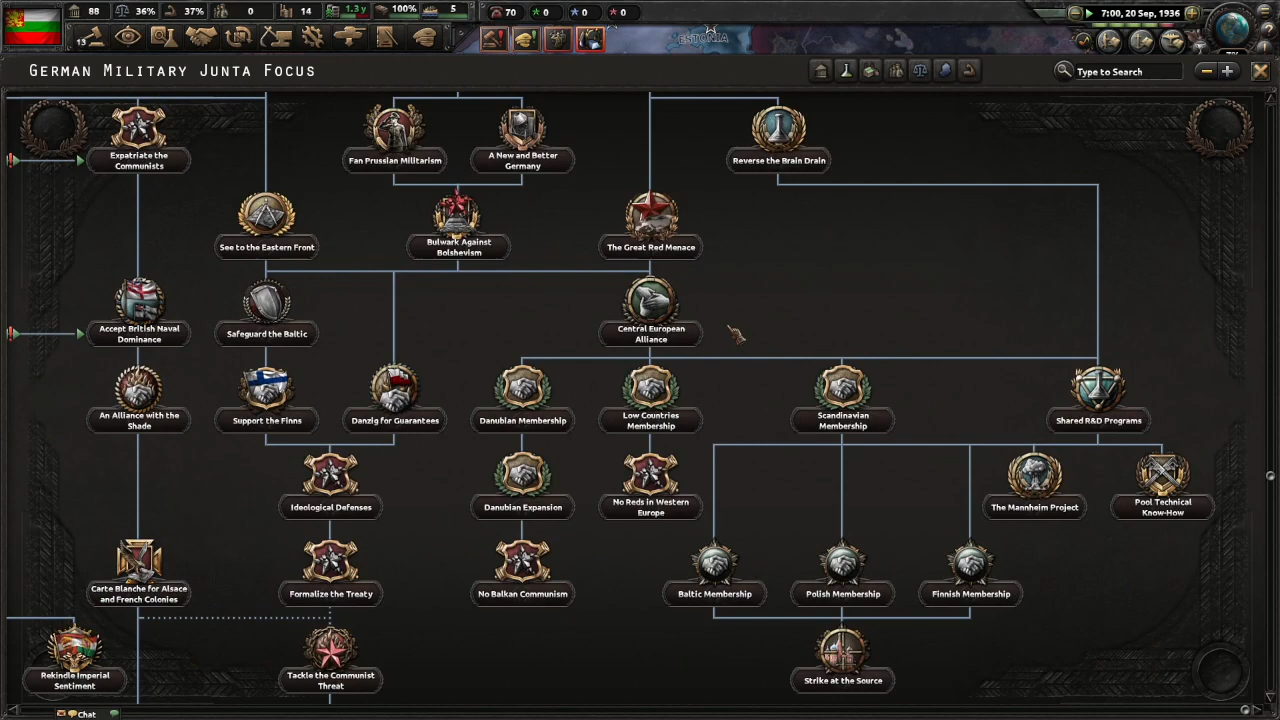 88
36%
37%
0
14
1.3 y
100%
5
70
0
0
0
7:00, 20 Sep, 1936
13
ESTONIA
German Military Junta Focus
Type to Search
Expatriate the
Communists
Fan Prussian Militarism
A New and Better
Germany
Reverse the Brain Drain
See to the Eastern Front
Bulwark Against
Bolshevism
The Great Red Menace
Accept British Naval
Dominance
Safeguard the Baltic
Central European
Alliance
An Alliance with the
Shade
Support the Finns
Danzig for Guarantees
Danubian Membership
Low Countries
Membership
Scandinavian
Membership
Shared R&D Programs
Ideological Defenses
Danubian Expansion
No Reds in Western
Europe
The Mannheim Project
Pool Technical
Know-How
Carte Blanche for Alsace
and French Colonies
Formalize the Treaty
No Balkan Communism
Baltic Membership
Polish Membership
Finnish Membership
Rekindle Imperial
Sentiment
Tackle the Communist
Threat
Strike at the Source
Chat